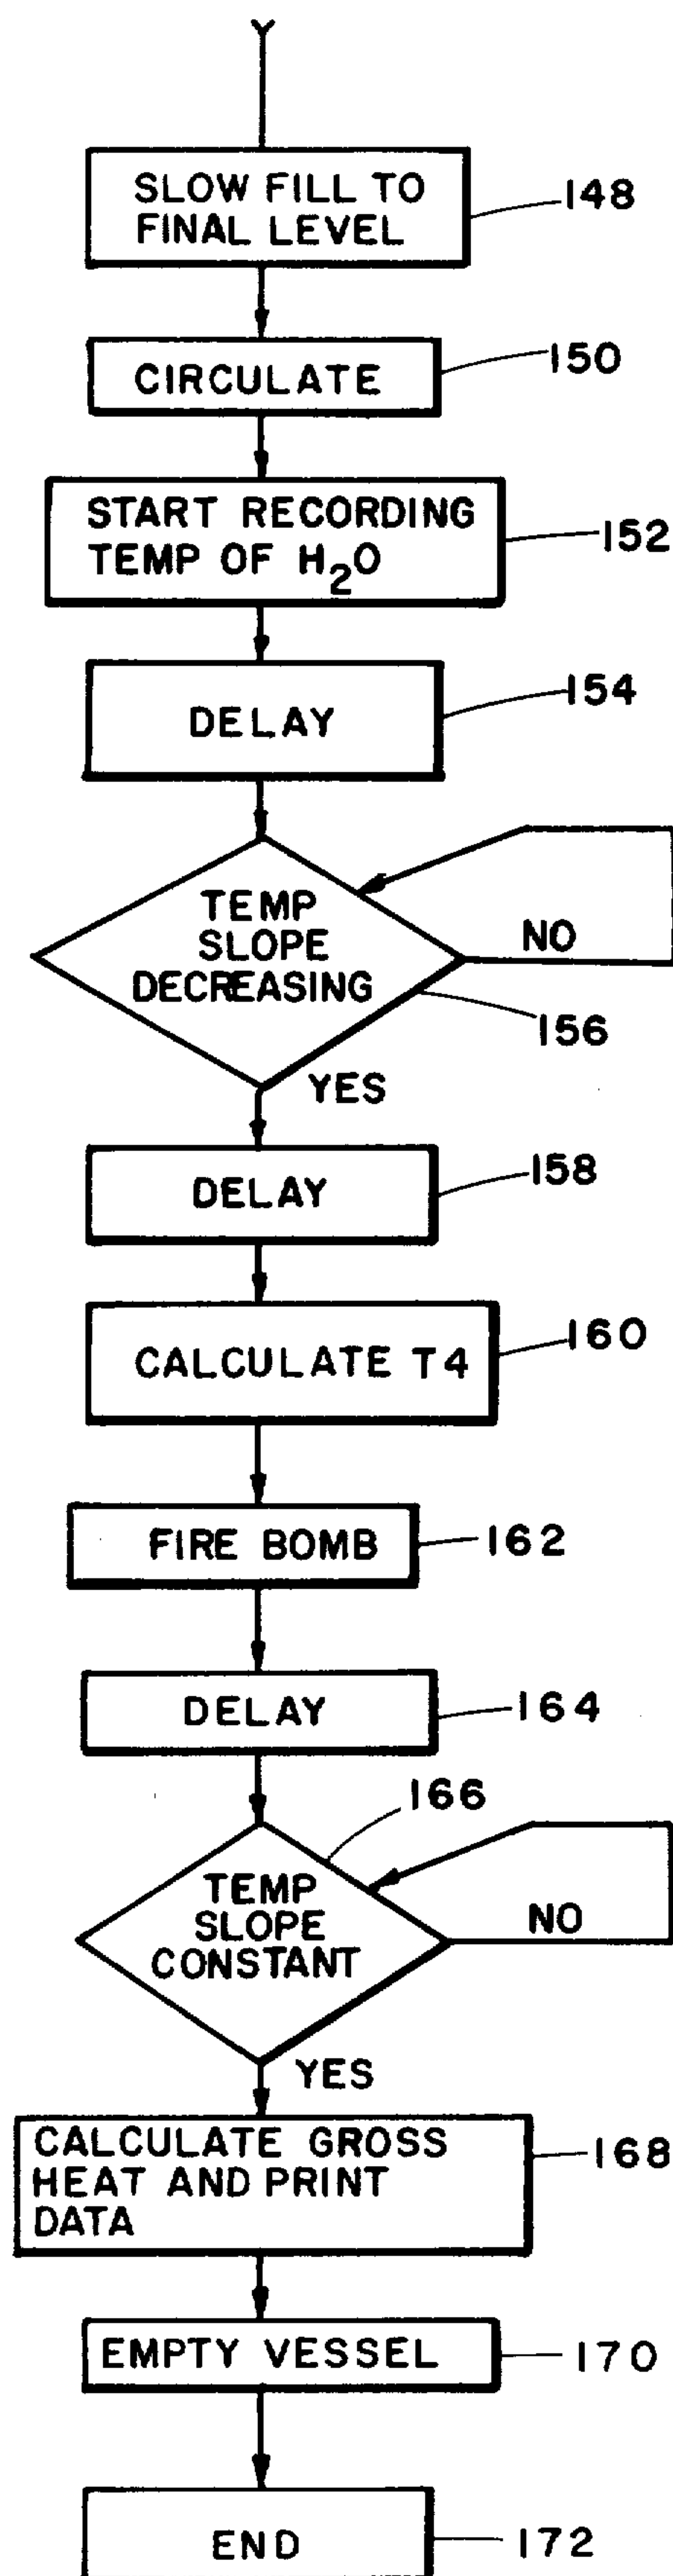 SLOW FILL TO
FINAL LEVEL
148
CIRCULATE
150
START RECORDING
TEMP OF H2O
152
DELAY
154
TEMP
SLOPE
DECREASING
NO
156
YES
DELAY
158
CALCULATE T4
160
FIRE BOMB
162
DELAY
164
166
TEMP
SLOPE
CONSTANT
NO
YES
CALCULATE GROSS
HEAT AND PRINT
DATA
168
EMPTY VESSEL
170
END
172